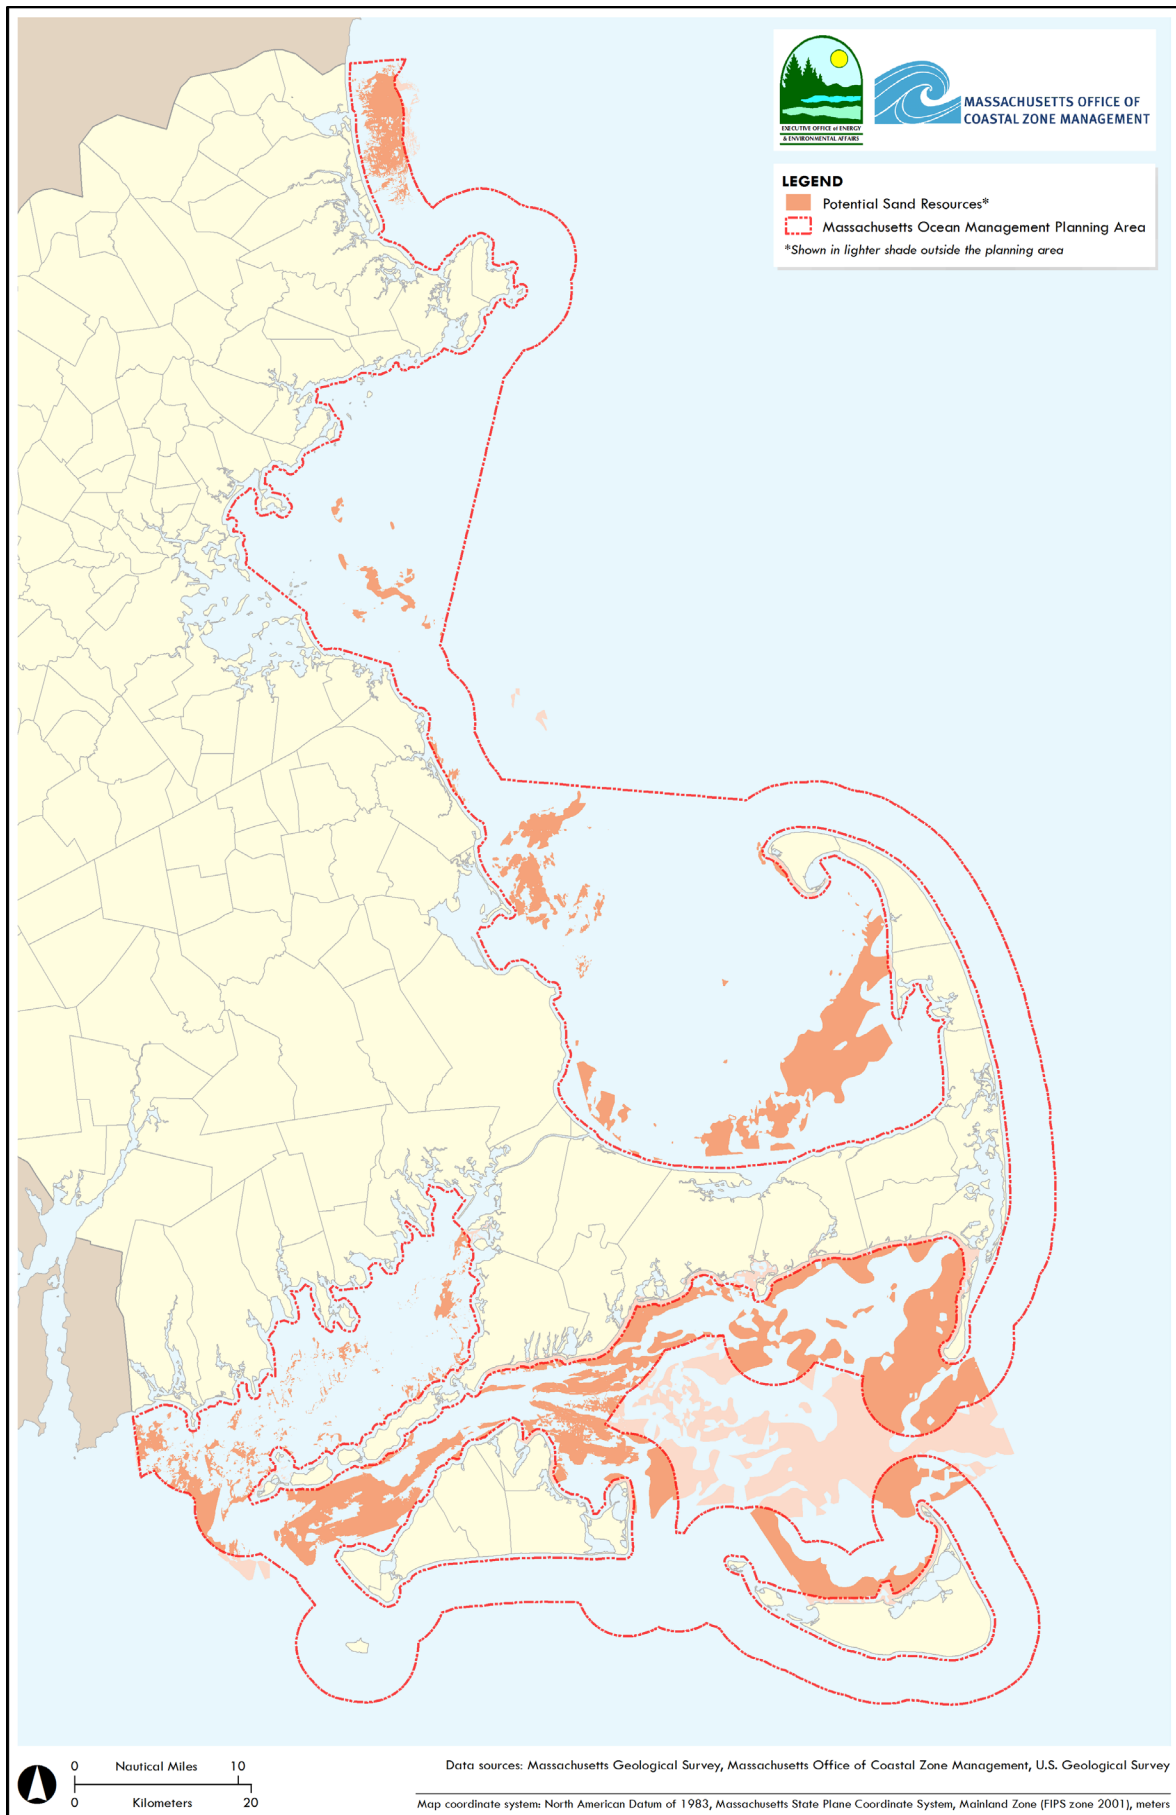 EXECUTIVE OFFICE of ENERGY
& ENVIRONMENTAL AFFAIRS
MASSACHUSETTS OFFICE OF
COASTAL ZONE MANAGEMENT
LEGEND
Potential Sand Resources*
Massachusetts Ocean Management Planning Area
*Shown in lighter shade outside the planning area
0 Nautical Miles 10
0 Kilometers 20
Data sources: Massachusetts Geological Survey, Massachusetts Office of Coastal Zone Management, U.S. Geological Survey
Map coordinate system: North American Datum of 1983, Massachusetts State Plane Coordinate System, Mainland Zone (FIPS zone 2001), meters